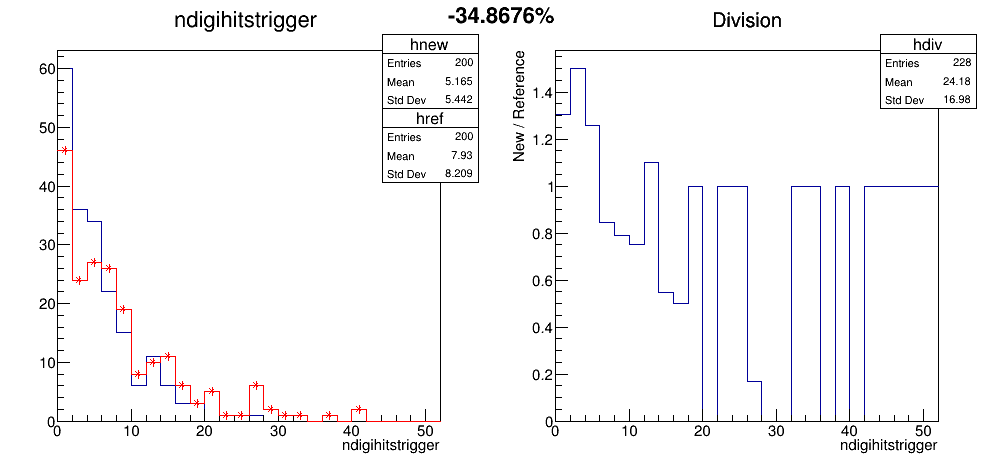 ndigihitstrigger
-34.8676%
Division
hnew
Entries 200
Mean 5.165
Std Dev 5.442
href
Entries 200
Mean 7.93
Std Dev 8.209
60
50
40
30
20
10
0
0 10 20 30 40 50
ndigihitstrigger
hdiv
Entries 228
Mean 24.18
Std Dev 16.98
New / Reference
1.4
1.2
1
0.8
0.6
0.4
0.2
0
0 10 20 30 40 50
ndigihitstrigger